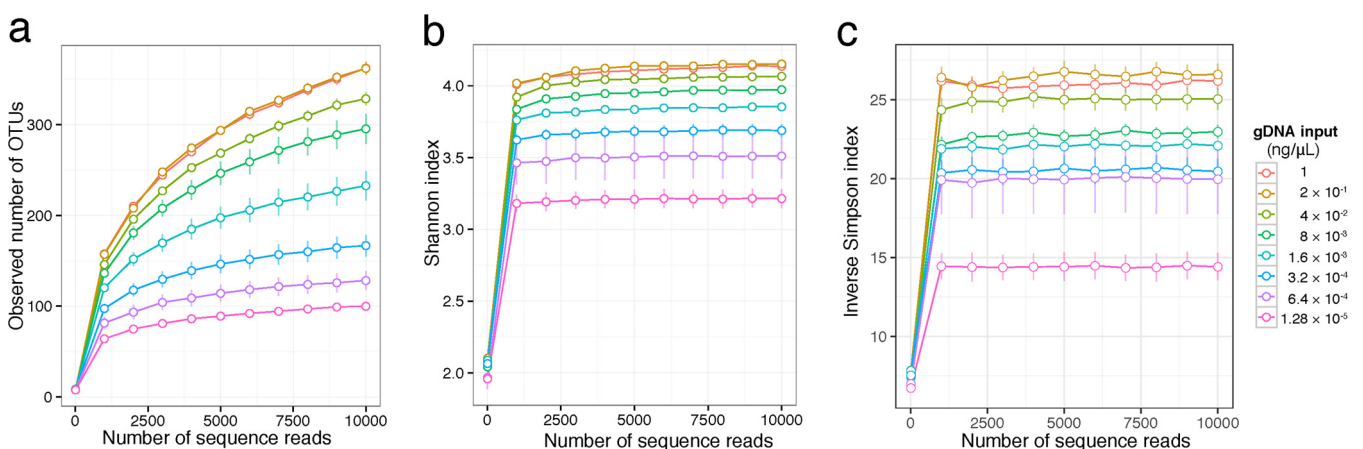 a
Observed number of OTUs
300
200
100
0
0 2500 5000 7500 10000
Number of sequence reads
b
Shannon index
4.0
3.5
3.0
2.5
2.0
0 2500 5000 7500 10000
Number of sequence reads
c
Inverse Simpson index
25
20
15
10
0 2500 5000 7500 10000
Number of sequence reads
gDNA input
(ng/µL)
1
2 × 10⁻¹
4 × 10⁻²
8 × 10⁻³
1.6 × 10⁻³
3.2 × 10⁻⁴
6.4 × 10⁻⁴
1.28 × 10⁻⁵